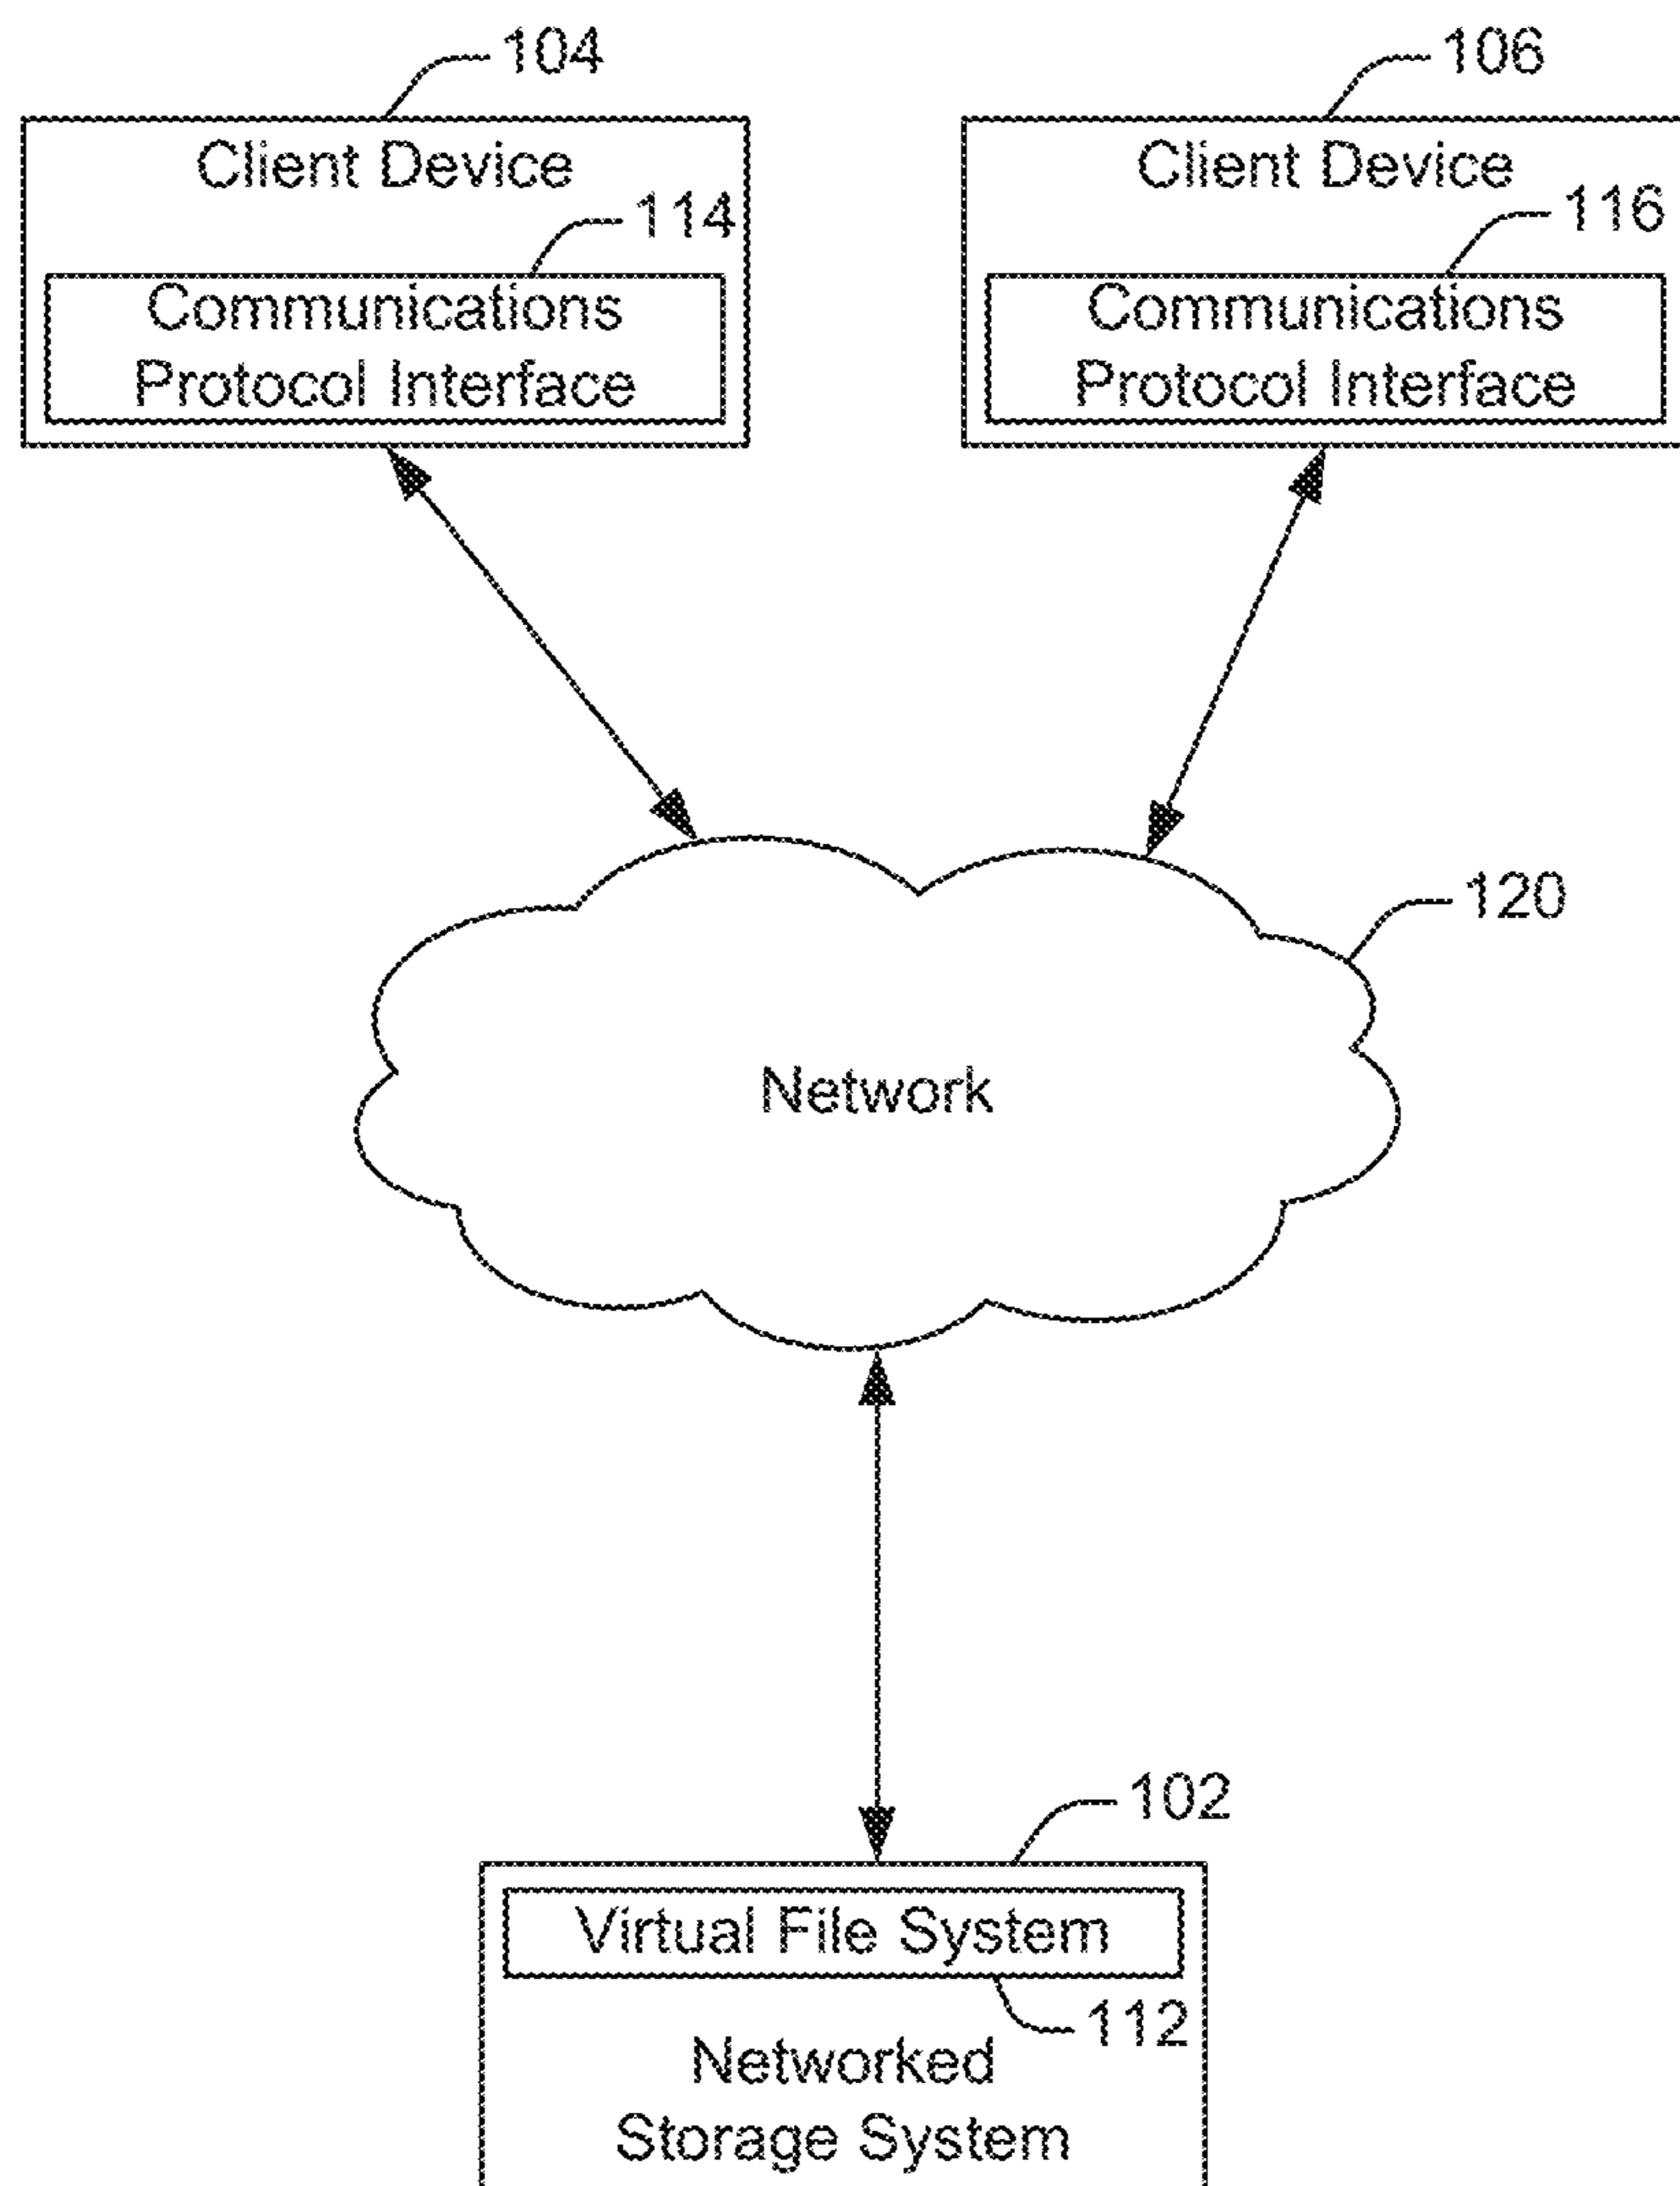 104
106
Client Device
Client Device
114
116
Communications
Protocol Interface
Communications
Protocol Interface
120
Network
102
Virtual File System
112
Networked
Storage System